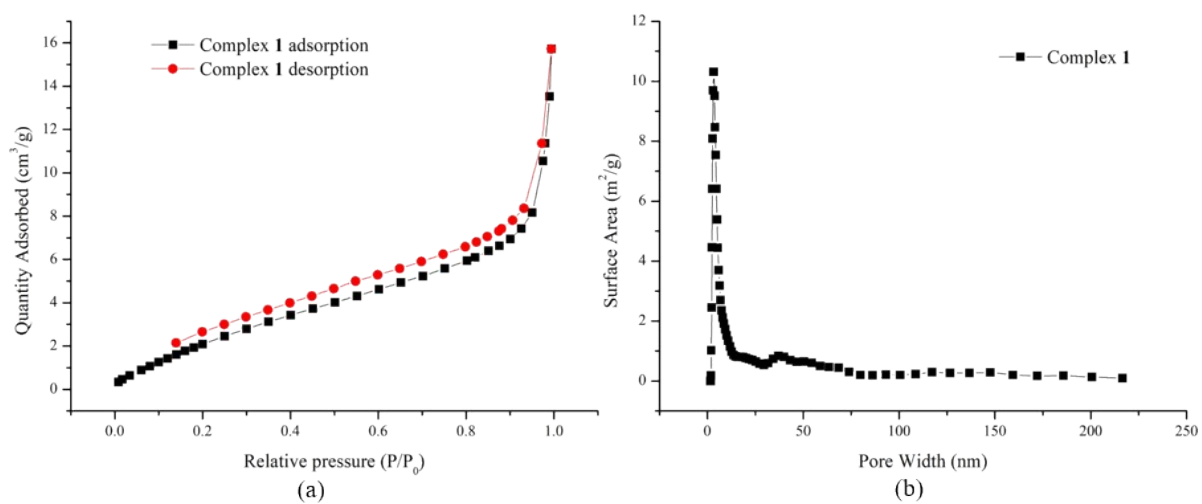 Complex 1 adsorption
Complex 1 desorption
Quantity Adsorbed (cm³/g)
16
14
12
10
8
6
4
2
0
0.0 0.2 0.4 0.6 0.8 1.0
Relative pressure (P/P₀)
(a)
Complex 1
Surface Area (m²/g)
12
10
8
6
4
2
0
0 50 100 150 200 250
Pore Width (nm)
(b)